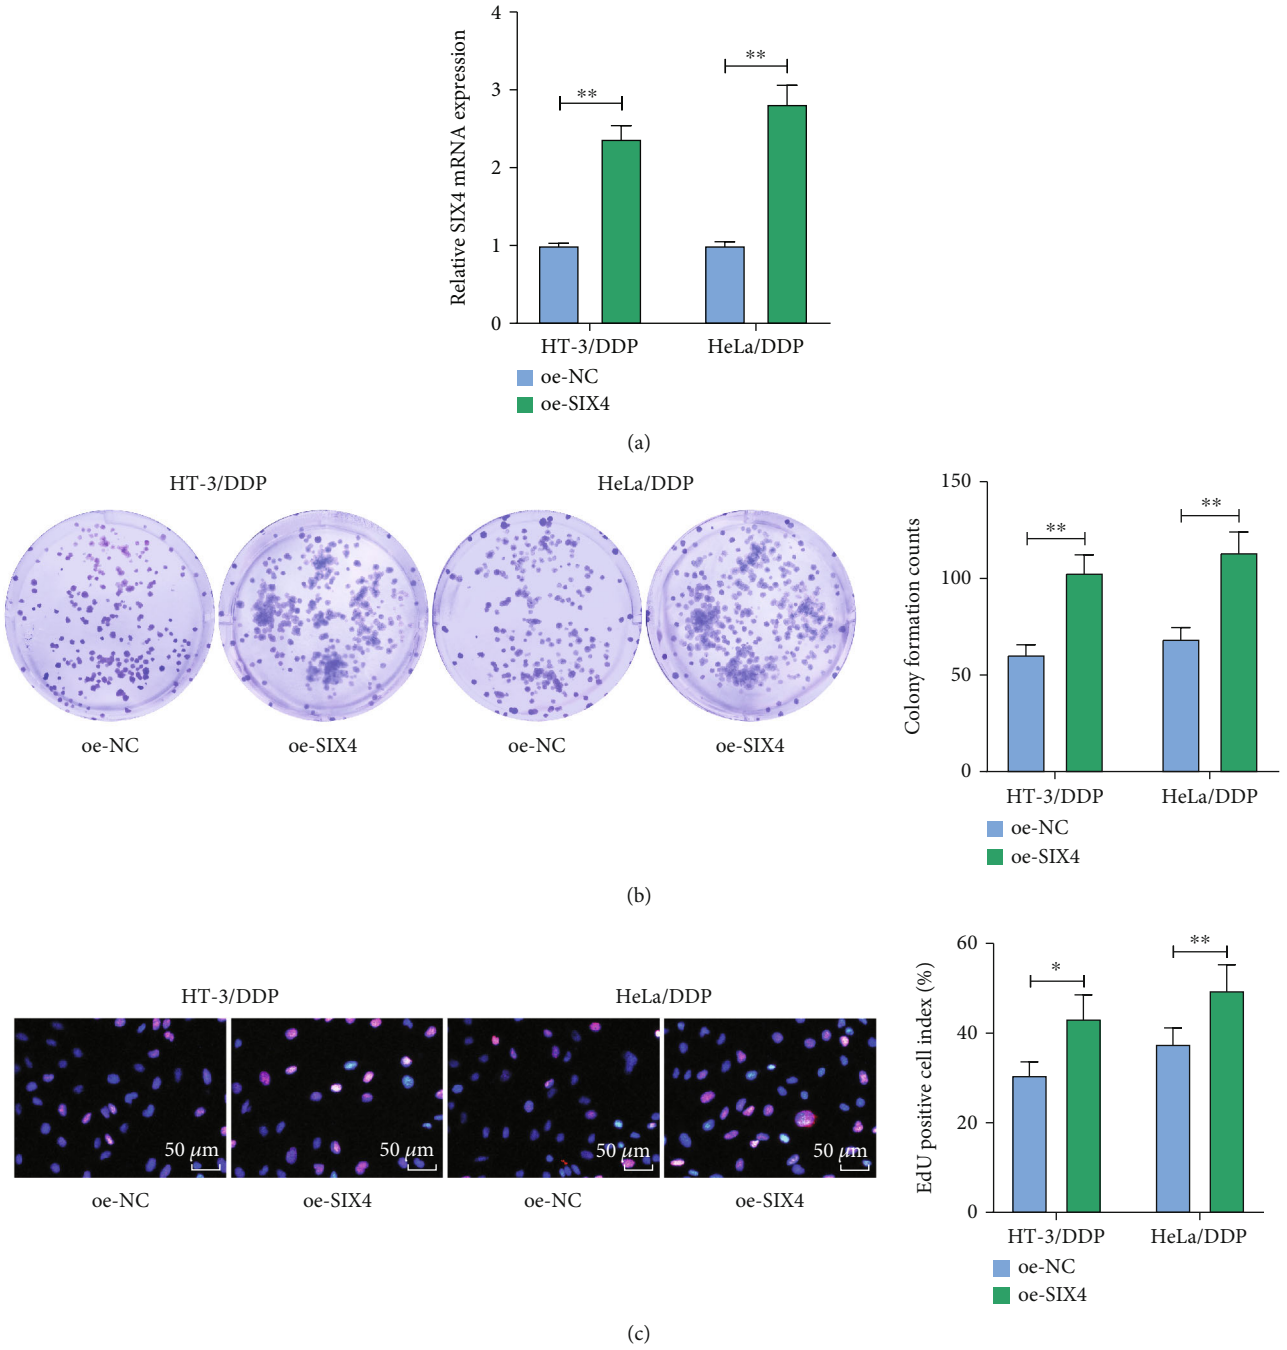 4
3
2
1
0
Relative SIX4 mRNA expression
**
**
HT-3/DDP
HeLa/DDP
oe-NC
oe-SIX4
(a)
HT-3/DDP
HeLa/DDP
oe-NC
oe-SIX4
oe-NC
oe-SIX4
150
100
50
0
Colony formation counts
**
**
HT-3/DDP
HeLa/DDP
oe-NC
oe-SIX4
(b)
HT-3/DDP
HeLa/DDP
50 µm
50 µm
50 µm
50 µm
oe-NC
oe-SIX4
oe-NC
oe-SIX4
60
40
20
0
EdU positive cell index (%)
*
**
HT-3/DDP
HeLa/DDP
oe-NC
oe-SIX4
(c)